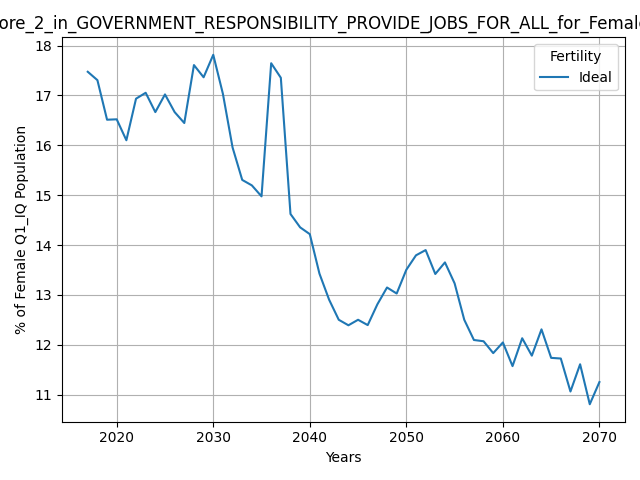 ore_2_in_GOVERNMENT_RESPONSIBILITY_PROVIDE_JOBS_FOR_ALL_for_Female
Fertility
Ideal
18
17
16
15
14
13
12
11
% of Female Q1_IQ Population
2020 2030 2040 2050 2060 2070
Years